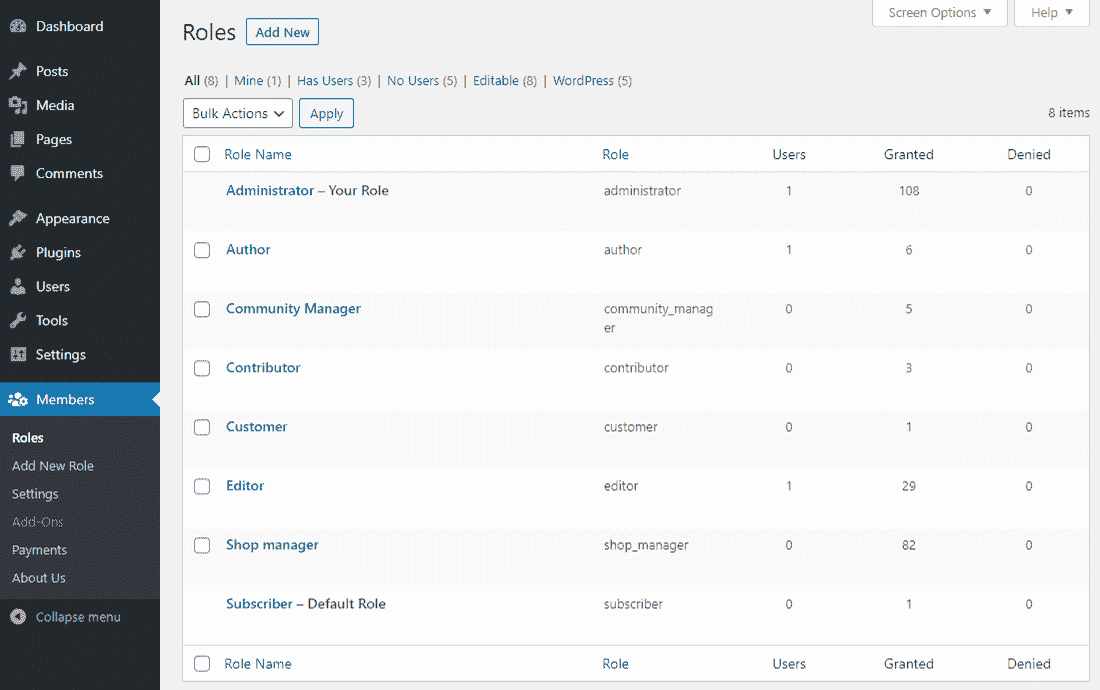 Dashboard
Posts
Media
Pages
Comments
Appearance
Plugins
Users
Tools
Settings
Members
Roles
Add New Role
Settings
Add-Ons
Payments
About Us
Collapse menu
Screen Options Help
Roles Add New
All (8) | Mine (1) | Has Users (3) | No Users (5) | Editable (8) | WordPress (5)
Bulk Actions Apply 8 items
Role Name Role Users Granted Denied
Administrator – Your Role administrator 1 108 0
Author author 1 6 0
Community Manager community_manag 0 5 0
er
Contributor contributor 0 3 0
Customer customer 0 1 0
Editor editor 1 29 0
Shop manager shop_manager 0 82 0
Subscriber – Default Role subscriber 0 1 0
Role Name Role Users Granted Denied